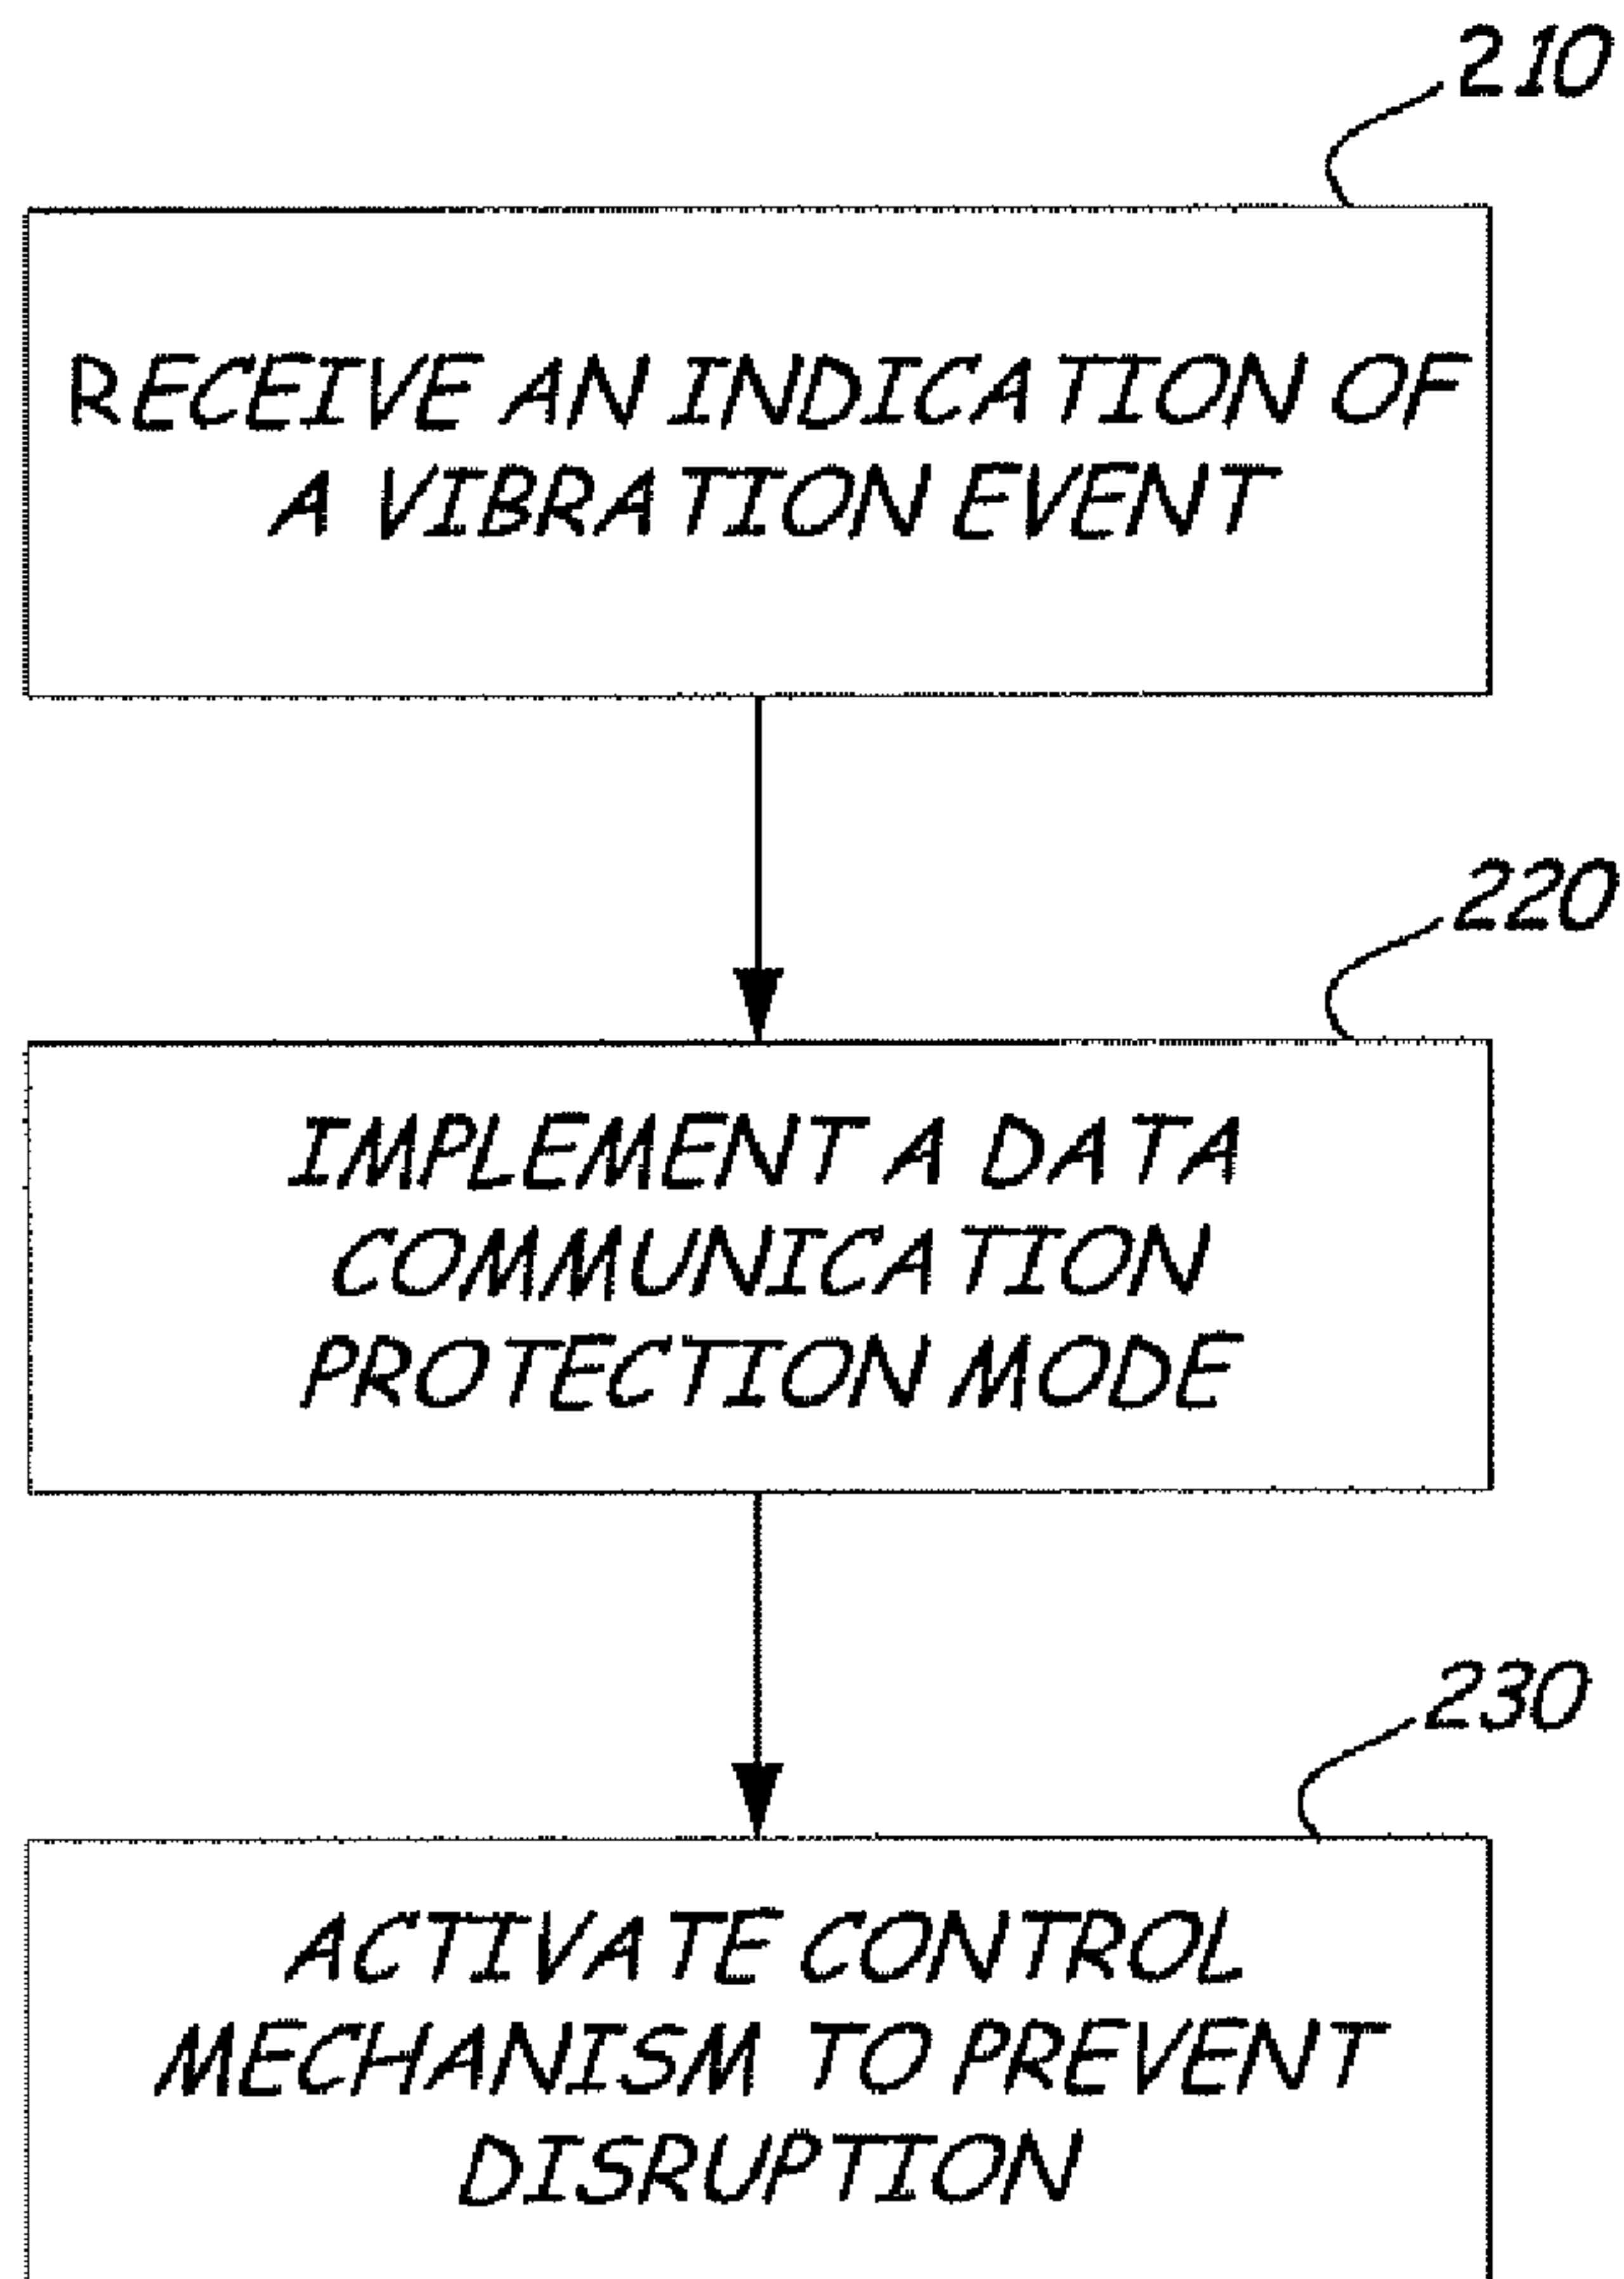 210
RECEIVE AN INDICATION OF
A VIBRATION EVENT
220
IMPLEMENT A DATA
COMMUNICATION
PROTECTION MODE
230
ACTIVATE CONTROL
MECHANISM TO PREVENT
DISRUPTION